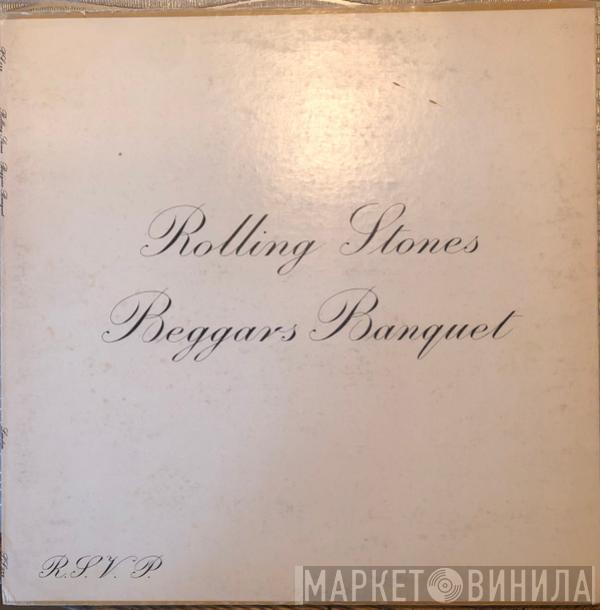 Rolling Stones
Beggars Banquet
R.S.V.P.
МАРКЕТ ВИНИЛА